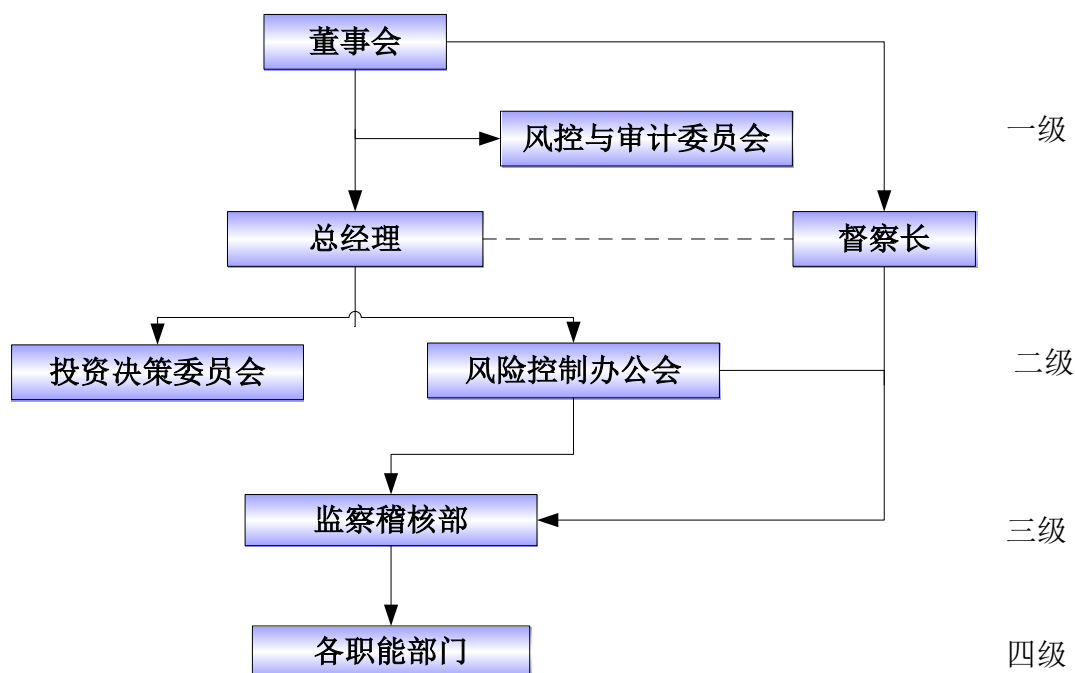 董事会
风控与审计委员会
一级
总经理
督察长
投资决策委员会
风险控制办公会
二级
监察稽核部
三级
各职能部门
四级